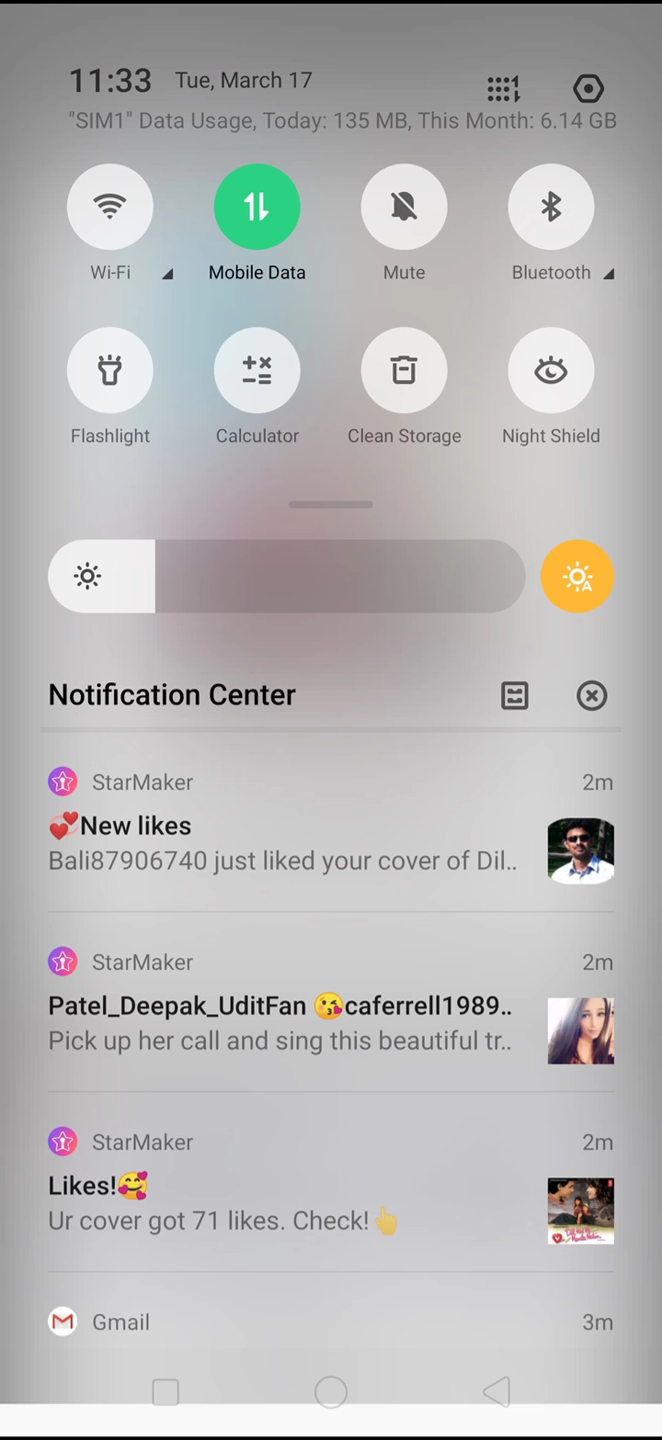 11:33 Tue, March 17
"SIM1" Data Usage, Today: 135 MB, This Month: 6.14 GB
Wi-Fi Mobile Data Mute Bluetooth
Flashlight Calculator Clean Storage Night Shield
Notification Center
StarMaker 2m
💞New likes
Bali87906740 just liked your cover of Dil..
StarMaker 2m
Patel_Deepak_UditFan 😘caferrell1989..
Pick up her call and sing this beautiful tr..
StarMaker 2m
Likes!🥰
Ur cover got 71 likes. Check!👆
Gmail 3m